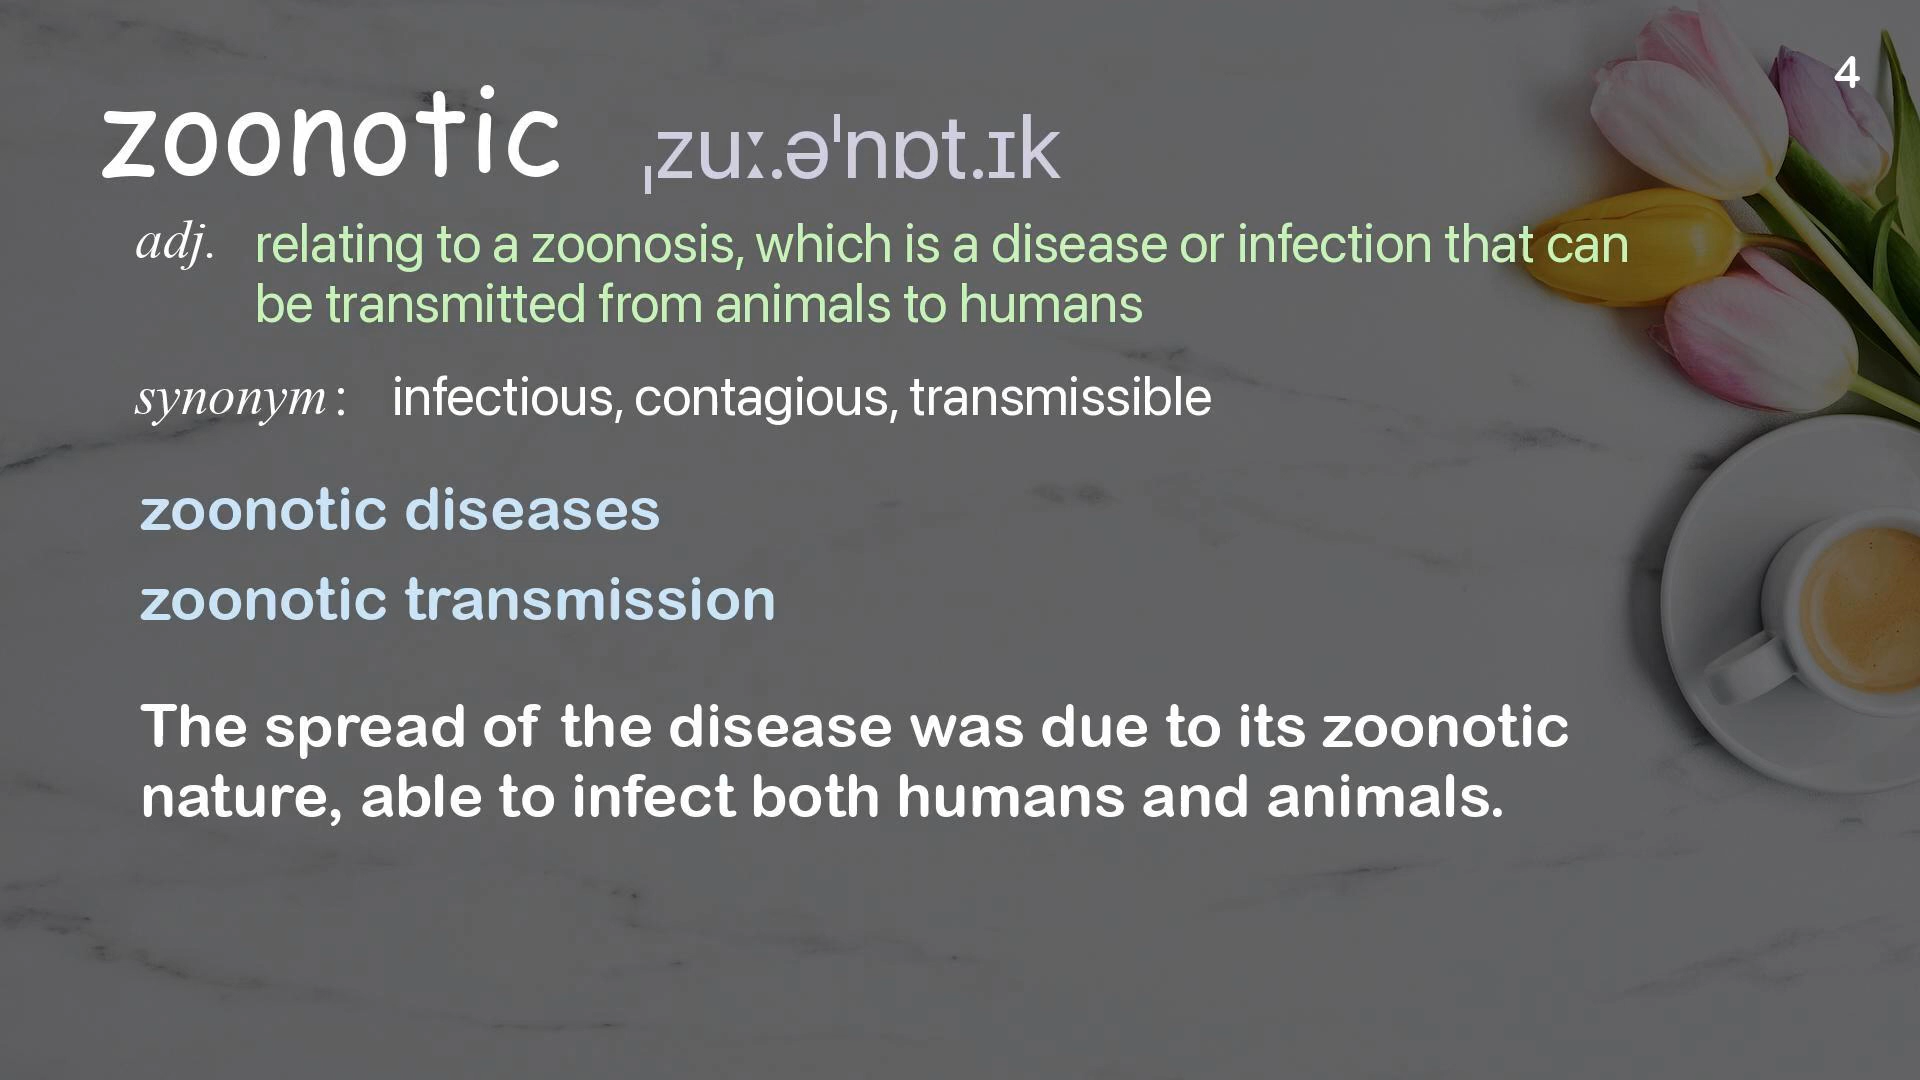 4
zoonotic ˌzuː.əˈnɒt.ɪk
adj. relating to a zoonosis, which is a disease or infection that can
be transmitted from animals to humans
synonym : infectious, contagious, transmissible
zoonotic diseases
zoonotic transmission
The spread of the disease was due to its zoonotic
nature, able to infect both humans and animals.